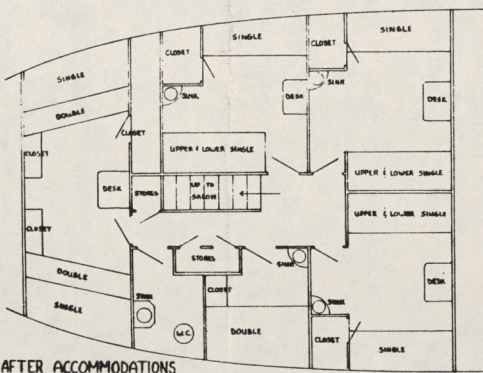 CLOSET
SINGLE
CLOSET
SINGLE
SINGLE
SINK
SINK
DESK
DESK
DOUBLE
CLOSET
CLOSET
UPPER & LOWER SINGLE
UPPER & LOWER SINGLE
DESK
STORES
UP TO
SALON
UPPER & LOWER SINGLE
CLOSET
STORES
SINK
DOUBLE
CLOSET
SINK
SINK
DESK
SINGLE
W.C.
DOUBLE
CLOSET
SINGLE
AFTER ACCOMMODATIONS